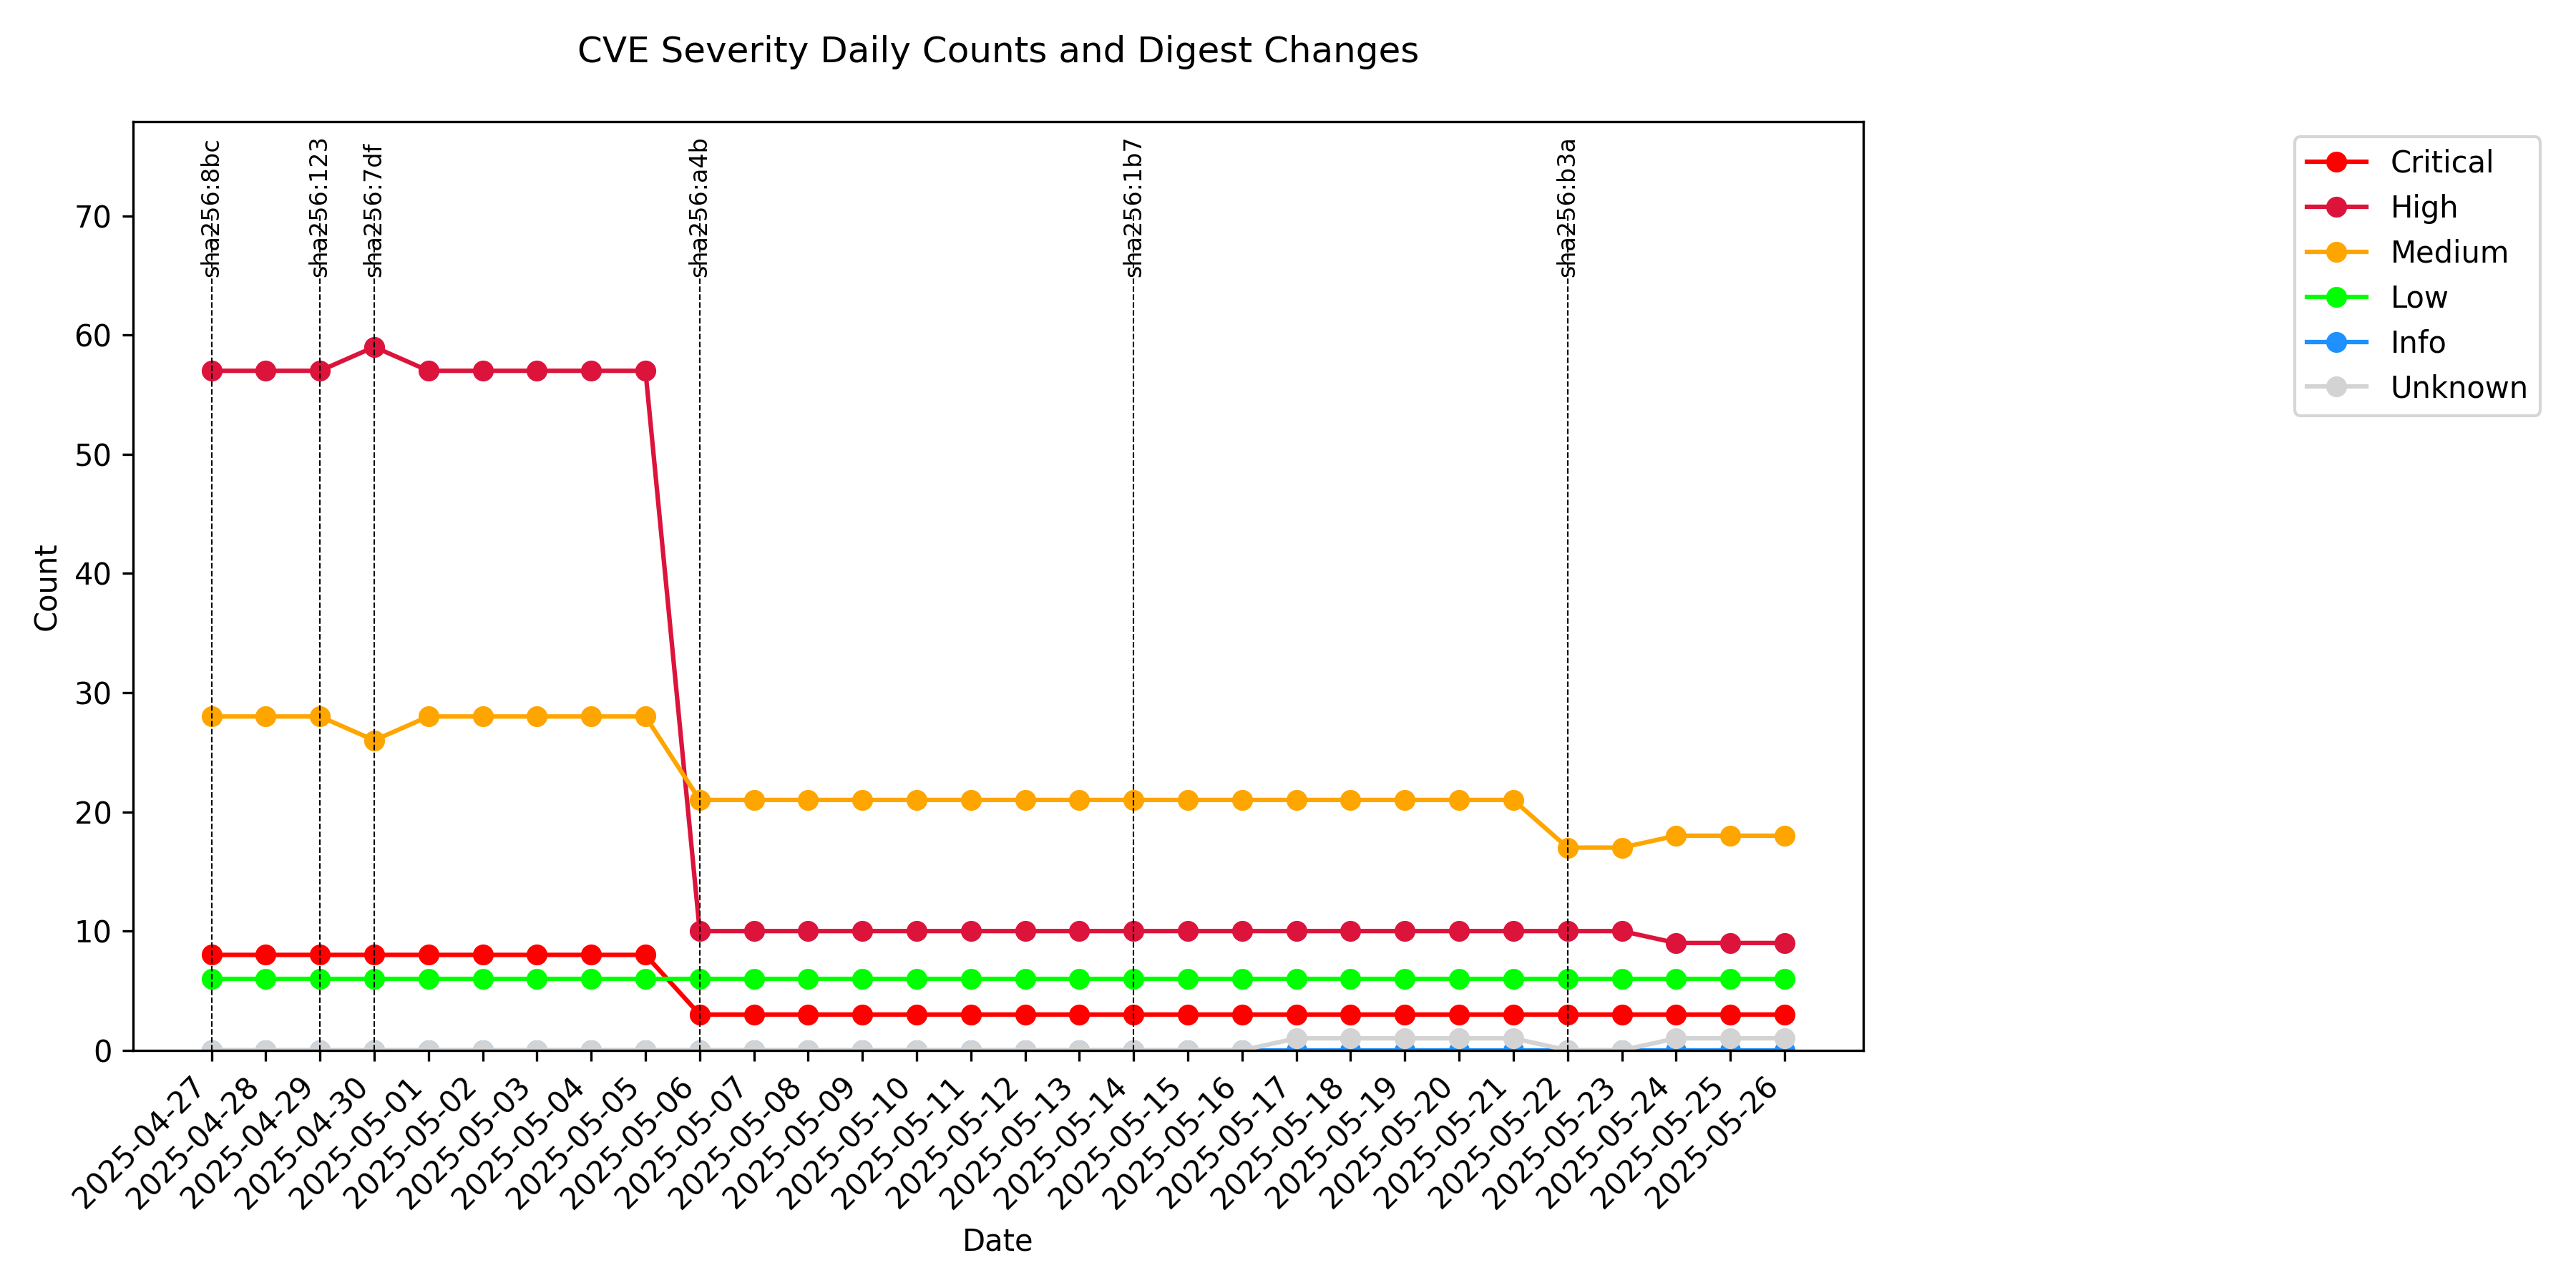 CVE Severity Daily Counts and Digest Changes
sha256:8bc
sha256:123
sha256:7df
sha256:a4b
sha256:1b7
sha256:b3a
Critical
High
Medium
Low
Info
Unknown
70
60
50
40
30
20
10
0
Count
2025-04-27
2025-04-28
2025-04-29
2025-04-30
2025-05-01
2025-05-02
2025-05-03
2025-05-04
2025-05-05
2025-05-06
2025-05-07
2025-05-08
2025-05-09
2025-05-10
2025-05-11
2025-05-12
2025-05-13
2025-05-14
2025-05-15
2025-05-16
2025-05-17
2025-05-18
2025-05-19
2025-05-20
2025-05-21
2025-05-22
2025-05-23
2025-05-24
2025-05-25
2025-05-26
Date